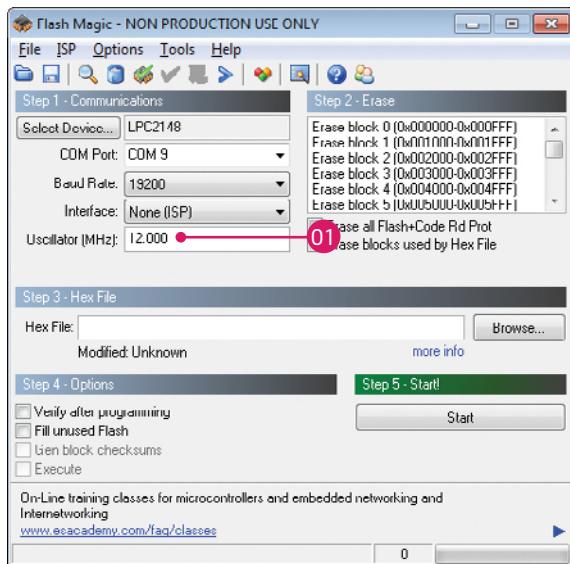 Flash Magic - NON PRODUCTION USE ONLY
File ISP Options Tools Help
Step 1 - Communications
Select Device... LPC2148
COM Port: COM 9
Baud Rate: 19200
Interface: None (ISP)
Oscillator (MHz): 12.000
01
Step 2 - Erase
Erase block 0 (0x000000-0x000FFF)
Erase block 1 (0x001000-0x001FFF)
Erase block 2 (0x002000-0x002FFF)
Erase block 3 (0x003000-0x003FFF)
Erase block 4 (0x004000-0x004FFF)
Erase block 5 (0x005000-0x005FFF)
Erase all Flash+Code Rd Prot
Erase blocks used by Hex File
Step 3 - Hex File
Hex File:
Browse...
Modified: Unknown
more info
Step 4 - Options
Verify after programming
Fill unused Flash
Gen block checksums
Execute
Step 5 - Start!
Start
On-Line training classes for microcontrollers and embedded networking and
Internetworking
www.esacademy.com/faq/classes
0